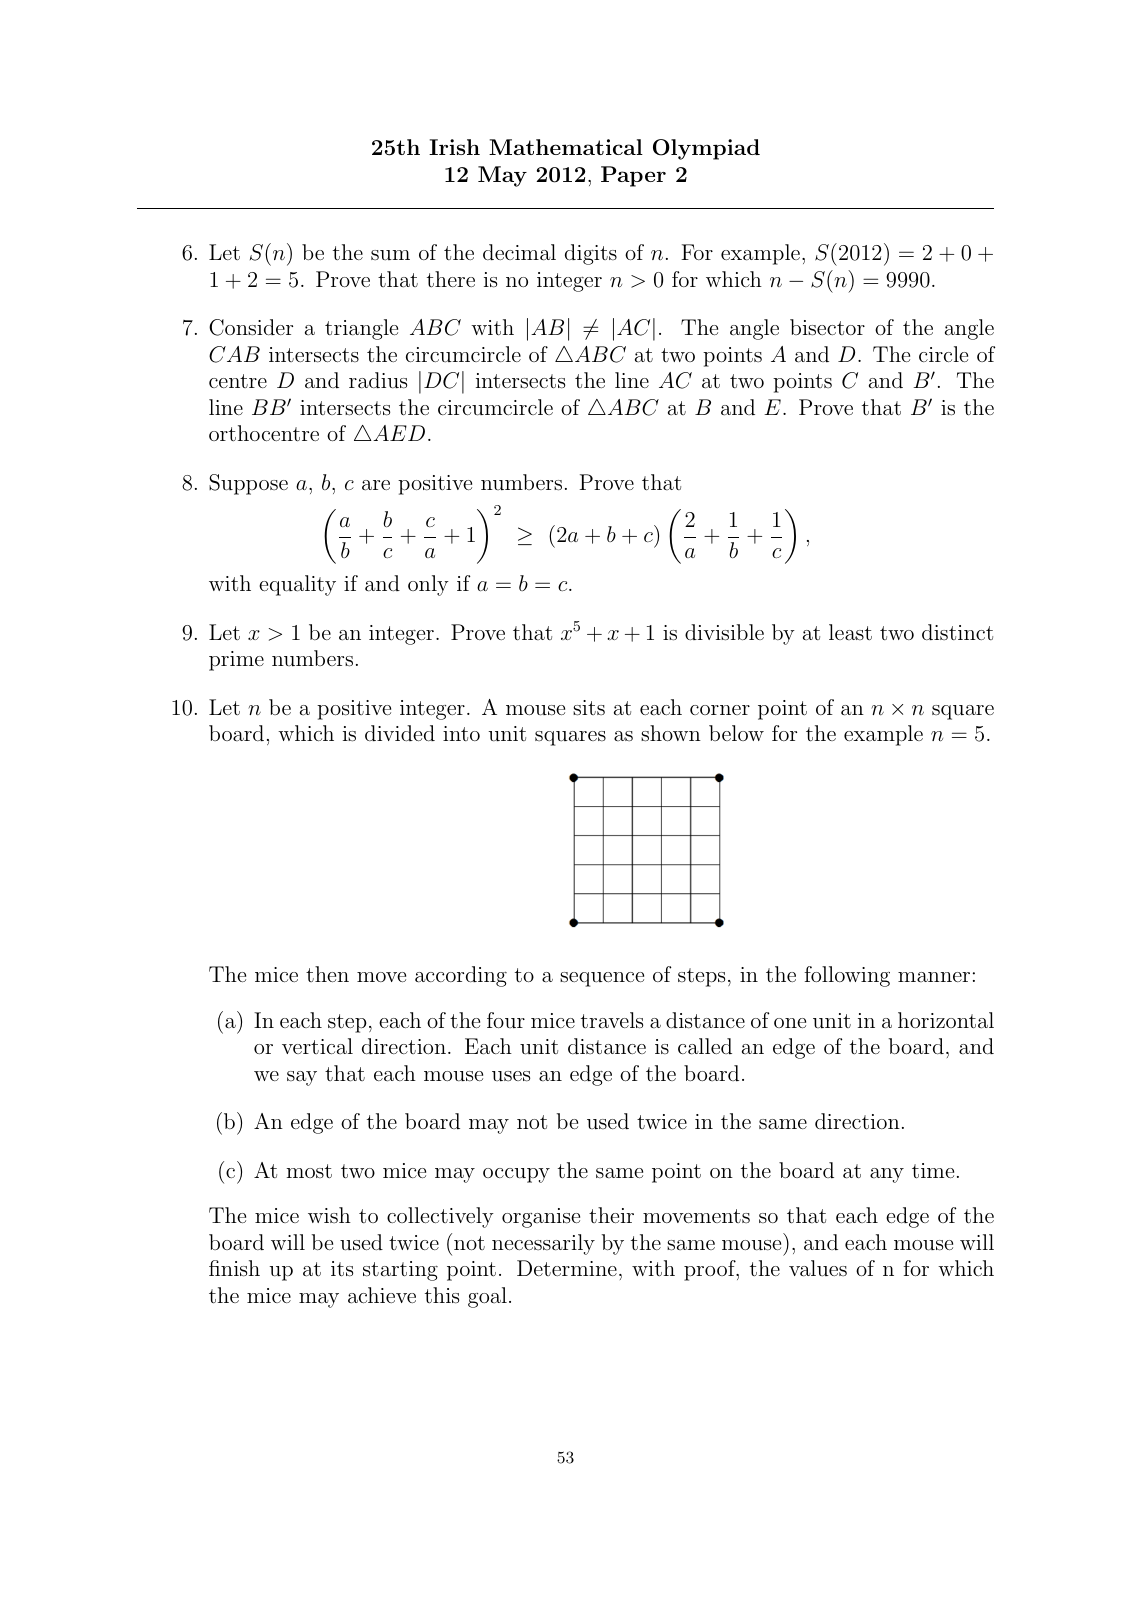 25th Irish Mathematical Olympiad
12 May 2012, Paper 2
6. Let S(n) be the sum of the decimal digits of n. For example, S(2012) = 2 + 0 +
1 + 2 = 5. Prove that there is no integer n > 0 for which n − S(n) = 9990.
7. Consider a triangle ABC with |AB| ≠ |AC|. The angle bisector of the angle
CAB intersects the circumcircle of △ABC at two points A and D. The circle of
centre D and radius |DC| intersects the line AC at two points C and B′. The
line BB′ intersects the circumcircle of △ABC at B and E. Prove that B′ is the
orthocentre of △AED.
8. Suppose a, b, c are positive numbers. Prove that
(a/b + b/c + c/a + 1)² ≥ (2a + b + c)(2/a + 1/b + 1/c),
with equality if and only if a = b = c.
9. Let x > 1 be an integer. Prove that x⁵ + x + 1 is divisible by at least two distinct
prime numbers.
10. Let n be a positive integer. A mouse sits at each corner point of an n × n square
board, which is divided into unit squares as shown below for the example n = 5.
The mice then move according to a sequence of steps, in the following manner:
(a) In each step, each of the four mice travels a distance of one unit in a horizontal
or vertical direction. Each unit distance is called an edge of the board, and
we say that each mouse uses an edge of the board.
(b) An edge of the board may not be used twice in the same direction.
(c) At most two mice may occupy the same point on the board at any time.
The mice wish to collectively organise their movements so that each edge of the
board will be used twice (not necessarily by the same mouse), and each mouse will
finish up at its starting point. Determine, with proof, the values of n for which
the mice may achieve this goal.
53